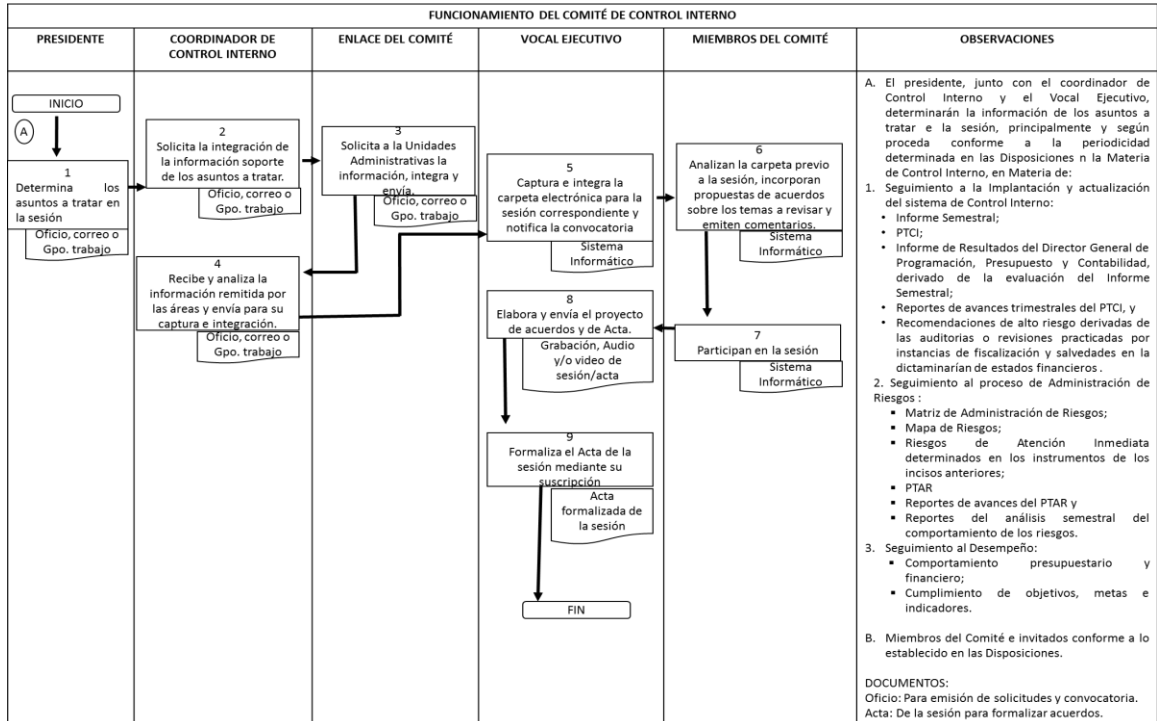 FUNCIONAMIENTO DEL COMITÉ DE CONTROL INTERNO
PRESIDENTE
COORDINADOR DE
CONTROL INTERNO
ENLACE DEL COMITÉ
VOCAL EJECUTIVO
MIEMBROS DEL COMITÉ
OBSERVACIONES
INICIO
A
1
Determina los
asuntos a tratar en
la sesión
Oficio, correo o
Gpo. trabajo
2
Solicita la integración de
la información soporte
de los asuntos a tratar.
Oficio, correo o
Gpo. trabajo
3
Solicita a la Unidades
Administrativas la
información, integra y
envía.
Oficio, correo o
Gpo. trabajo
4
Recibe y analiza la
información remitida por
las áreas y envía para su
captura e integración.
Oficio, correo o
Gpo. trabajo
5
Captura e integra la
carpeta electrónica para la
sesión correspondiente y
notifica la convocatoria
Sistema
Informático
6
Analizan la carpeta previo
a la sesión, incorporan
propuestas de acuerdos
sobre los temas a revisar y
emiten comentarios.
Sistema
Informático
7
Participan en la sesión
Sistema
Informático
8
Elabora y envía el proyecto
de acuerdos y de Acta.
Grabación, Audio
y/o video de
sesión/acta
9
Formaliza el Acta de la
sesión mediante su
suscripción
Acta
formalizada de
la sesión
FIN
A. El presidente, junto con el coordinador de
Control Interno y el Vocal Ejecutivo,
determinarán la información de los asuntos a
tratar e la sesión, principalmente y según
proceda conforme a la periodicidad
determinada en las Disposiciones n la Materia
de Control Interno, en Materia de:
1. Seguimiento a la Implantación y actualización
del sistema de Control Interno:
• Informe Semestral;
• PTCI;
• Informe de Resultados del Director General de
Programación, Presupuesto y Contabilidad,
derivado de la evaluación del Informe
Semestral;
• Reportes de avances trimestrales del PTCI, y
• Recomendaciones de alto riesgo derivadas de
las auditorias o revisiones practicadas por
instancias de fiscalización y salvedades en la
dictaminarían de estados financieros .
2. Seguimiento al proceso de Administración de
Riesgos :
▪ Matriz de Administración de Riesgos;
▪ Mapa de Riesgos;
▪ Riesgos de Atención Inmediata
determinados en los instrumentos de los
incisos anteriores;
▪ PTAR
▪ Reportes de avances del PTAR y
▪ Reportes del análisis semestral del
comportamiento de los riesgos.
3. Seguimiento al Desempeño:
▪ Comportamiento presupuestario y
financiero;
▪ Cumplimiento de objetivos, metas e
indicadores.
B. Miembros del Comité e invitados conforme a lo
establecido en las Disposiciones.
DOCUMENTOS:
Oficio: Para emisión de solicitudes y convocatoria.
Acta: De la sesión para formalizar acuerdos.